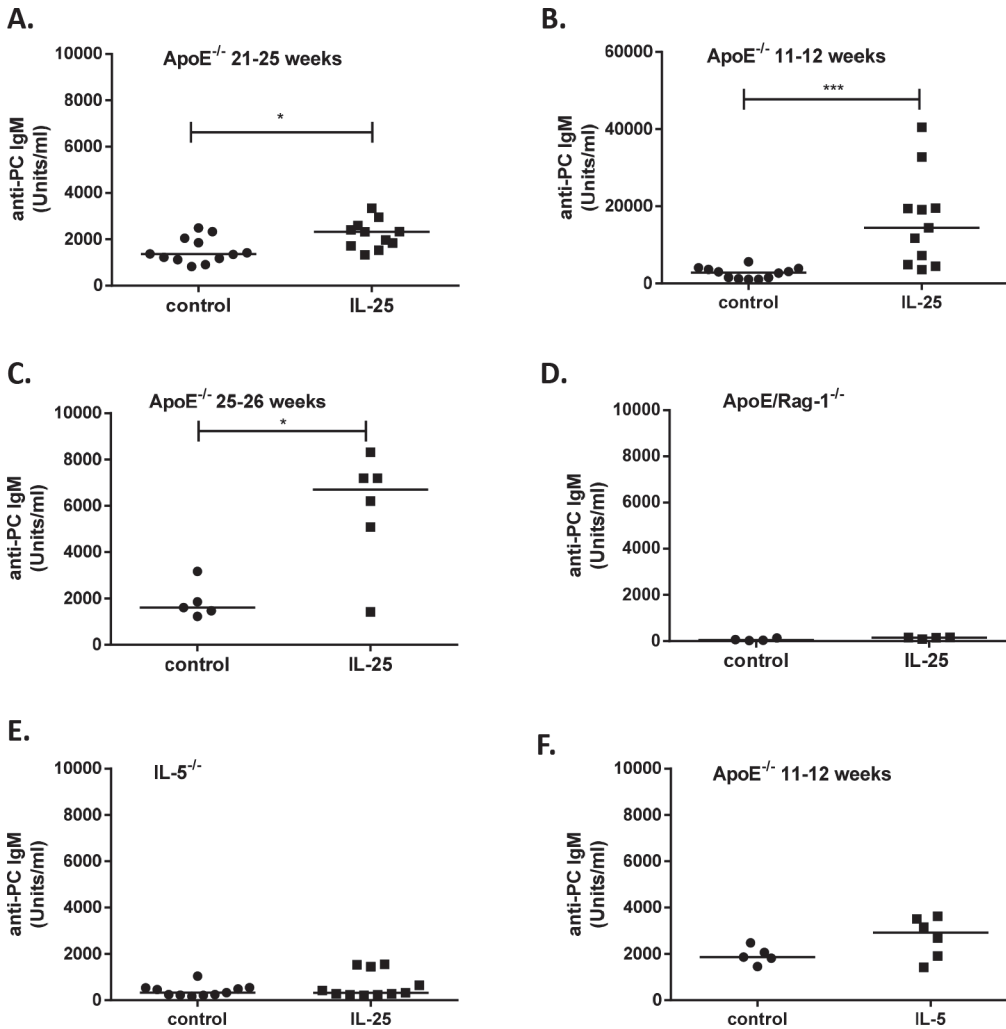 A.
ApoE-/- 21-25 weeks
10000
8000
6000
4000
2000
0
anti-PC IgM
(Units/ml)
*
control
IL-25
B.
ApoE-/- 11-12 weeks
60000
40000
20000
0
anti-PC IgM
(Units/ml)
***
control
IL-25
C.
ApoE-/- 25-26 weeks
10000
8000
6000
4000
2000
0
anti-PC IgM
(Units/ml)
*
control
IL-25
D.
ApoE/Rag-1-/-
10000
8000
6000
4000
2000
0
anti-PC IgM
(Units/ml)
control
IL-25
E.
IL-5-/-
10000
8000
6000
4000
2000
0
anti-PC IgM
(Units/ml)
control
IL-25
F.
ApoE-/- 11-12 weeks
10000
8000
6000
4000
2000
0
anti-PC IgM
(Units/ml)
control
IL-5